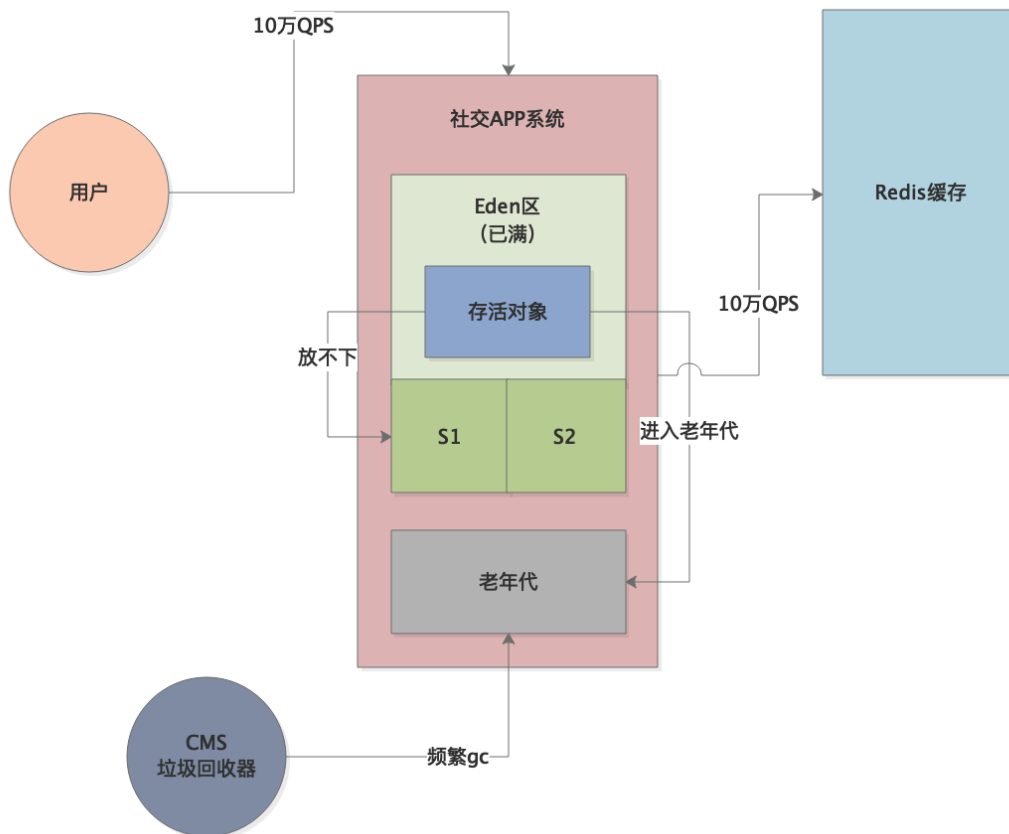 10万QPS
社交APP系统
用户
Eden区
（已满）
Redis缓存
存活对象
10万QPS
放不下
S1
S2
进入老年代
老年代
CMS
垃圾回收器
频繁gc